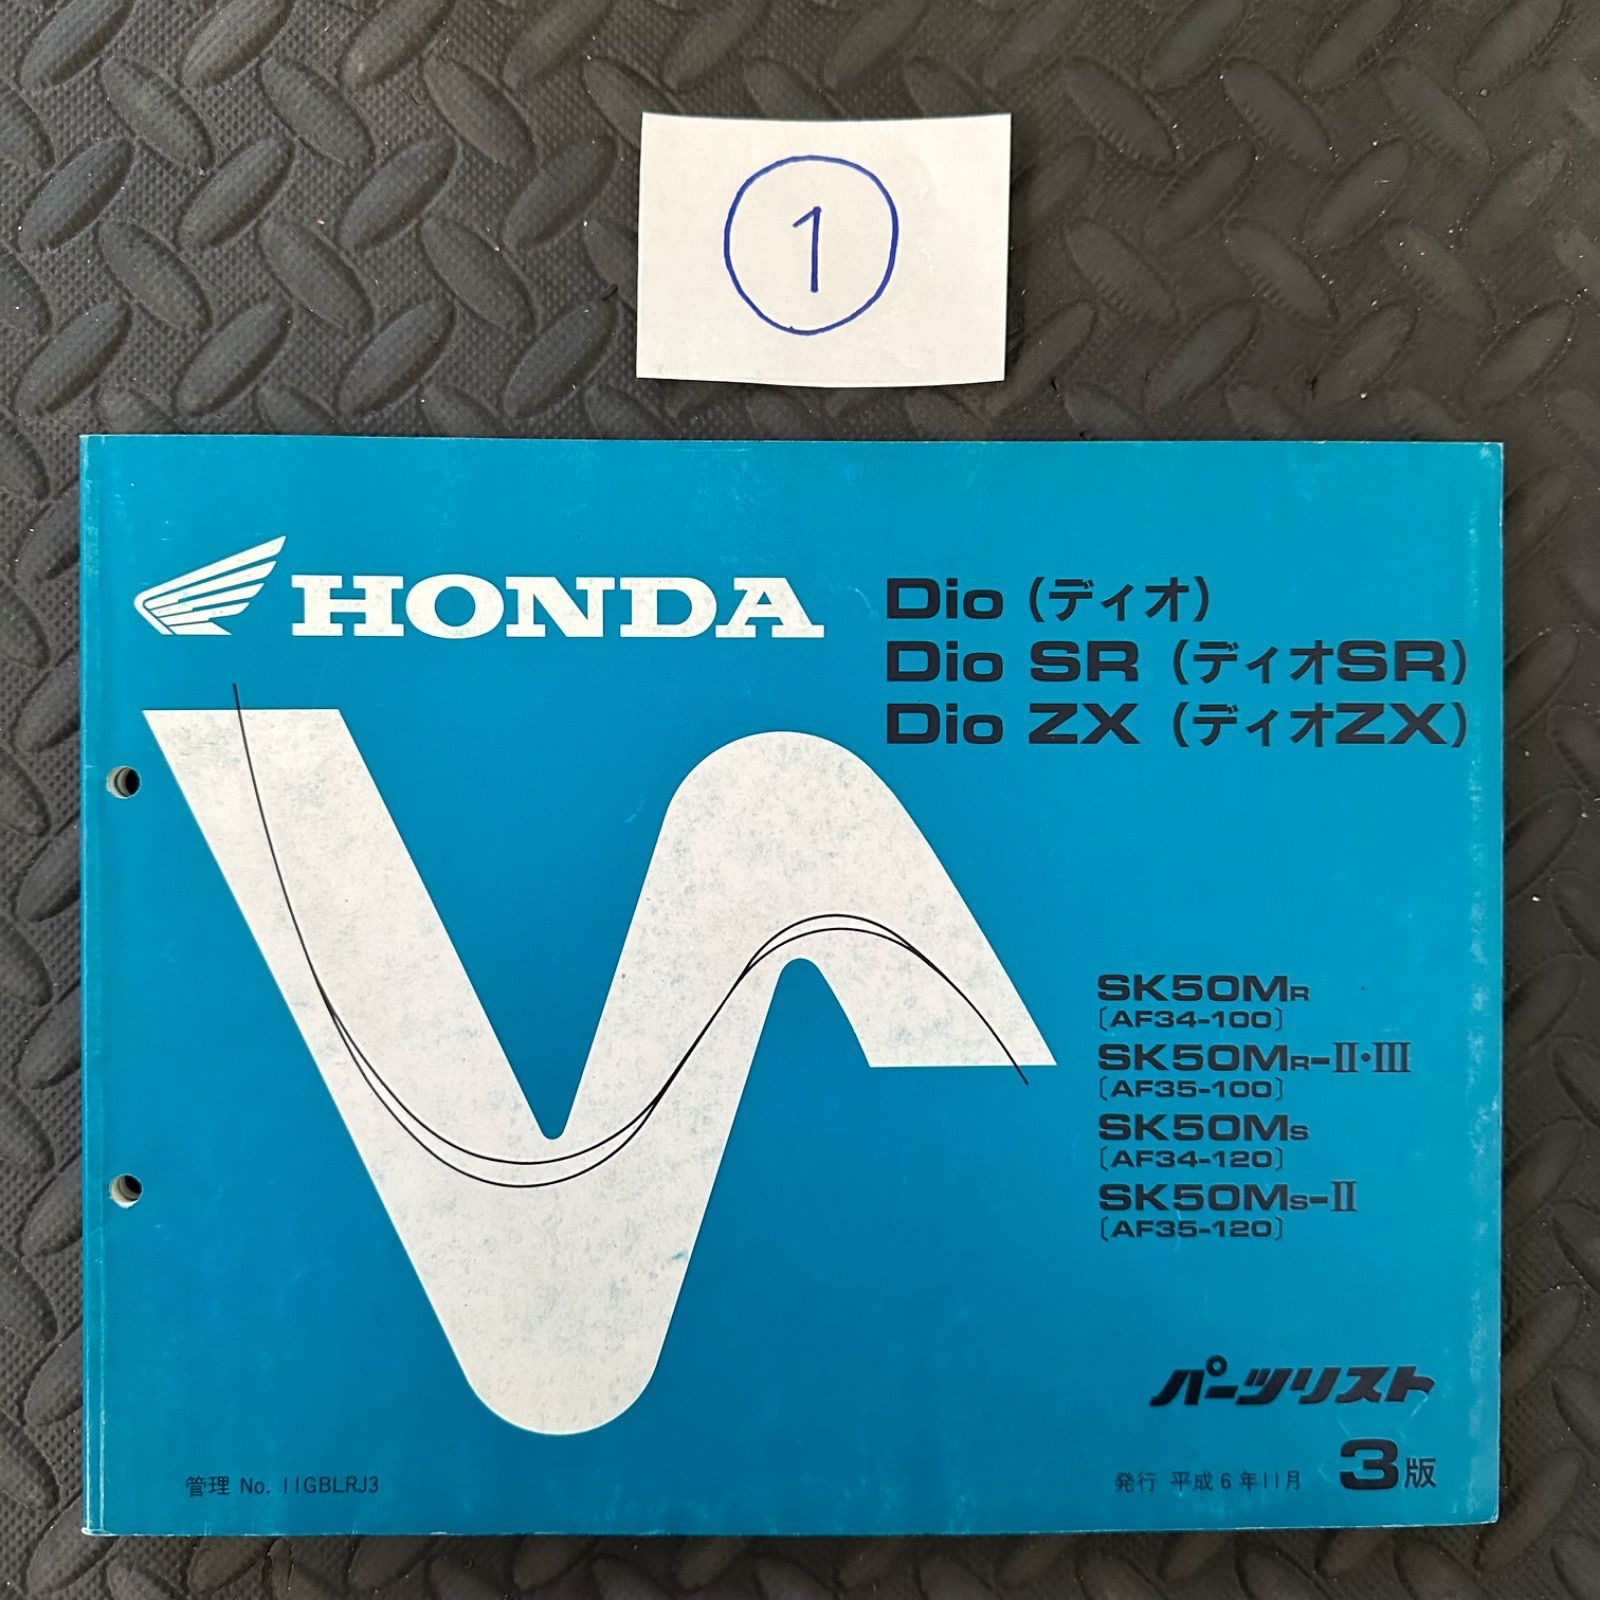 ①
HONDA
Dio（ディオ）
Dio SR（ディオSR）
Dio ZX（ディオZX）
SK50MR
〔AF34-100〕
SK50MR-Ⅱ・Ⅲ
〔AF35-100〕
SK50MS
〔AF34-120〕
SK50MS-Ⅱ
〔AF35-120〕
パーツリスト
管理 No. 11GBLRJ3
発行 平成6年11月 3版